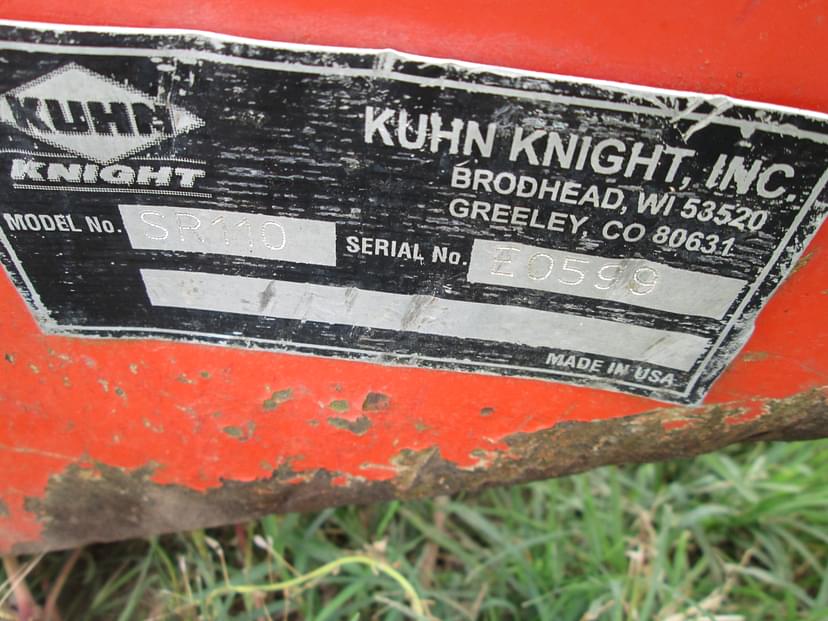 KUHN
KNIGHT
KUHN KNIGHT, INC.
BRODHEAD, WI 53520
GREELEY, CO 80631
MODEL No. SR110 SERIAL No. E0599
MADE IN USA